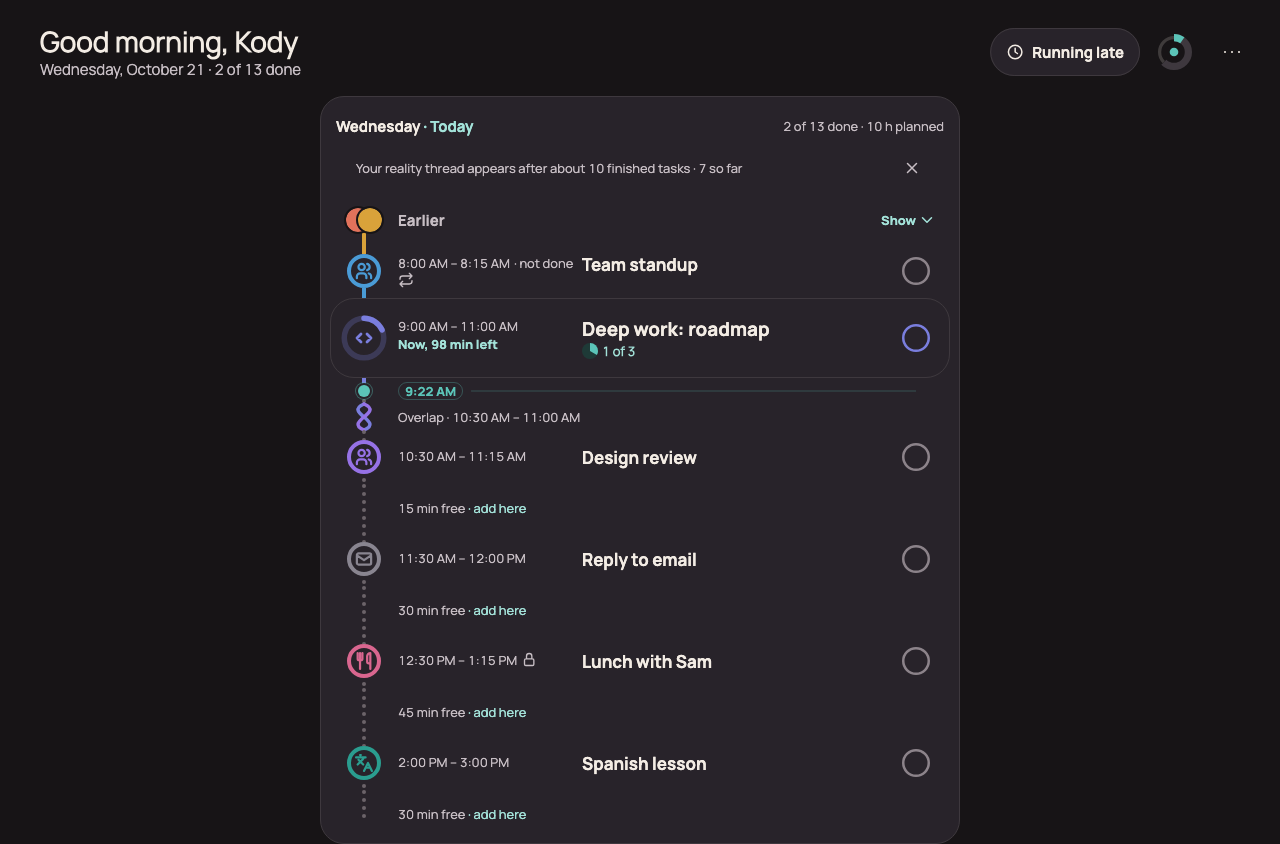 Good morning, Kody
Wednesday, October 21 · 2 of 13 done
Running late
Wednesday · Today
2 of 13 done · 10 h planned
Your reality thread appears after about 10 finished tasks · 7 so far
Earlier
Show
8:00 AM – 8:15 AM · not done
Team standup
9:00 AM – 11:00 AM
Now, 98 min left
Deep work: roadmap
1 of 3
9:22 AM
Overlap · 10:30 AM – 11:00 AM
10:30 AM – 11:15 AM
Design review
15 min free · add here
11:30 AM – 12:00 PM
Reply to email
30 min free · add here
12:30 PM – 1:15 PM
Lunch with Sam
45 min free · add here
2:00 PM – 3:00 PM
Spanish lesson
30 min free · add here